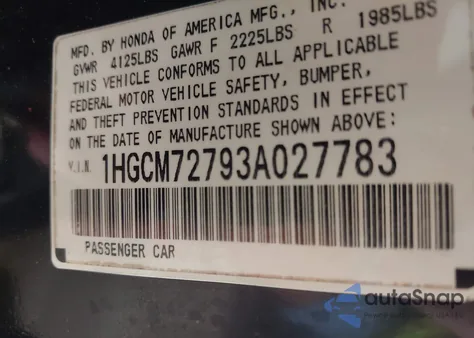 MFD. BY HONDA OF AMERICA MFG., INC.
GVWR 4125LBS GAWR F 2225LBS R 1985LBS
THIS VEHICLE CONFORMS TO ALL APPLICABLE
FEDERAL MOTOR VEHICLE SAFETY, BUMPER,
AND THEFT PREVENTION STANDARDS IN EFFECT
ON THE DATE OF MANUFACTURE SHOWN ABOVE:
V.I.N. 1HGCM72793A027783
PASSENGER CAR
autoSnap